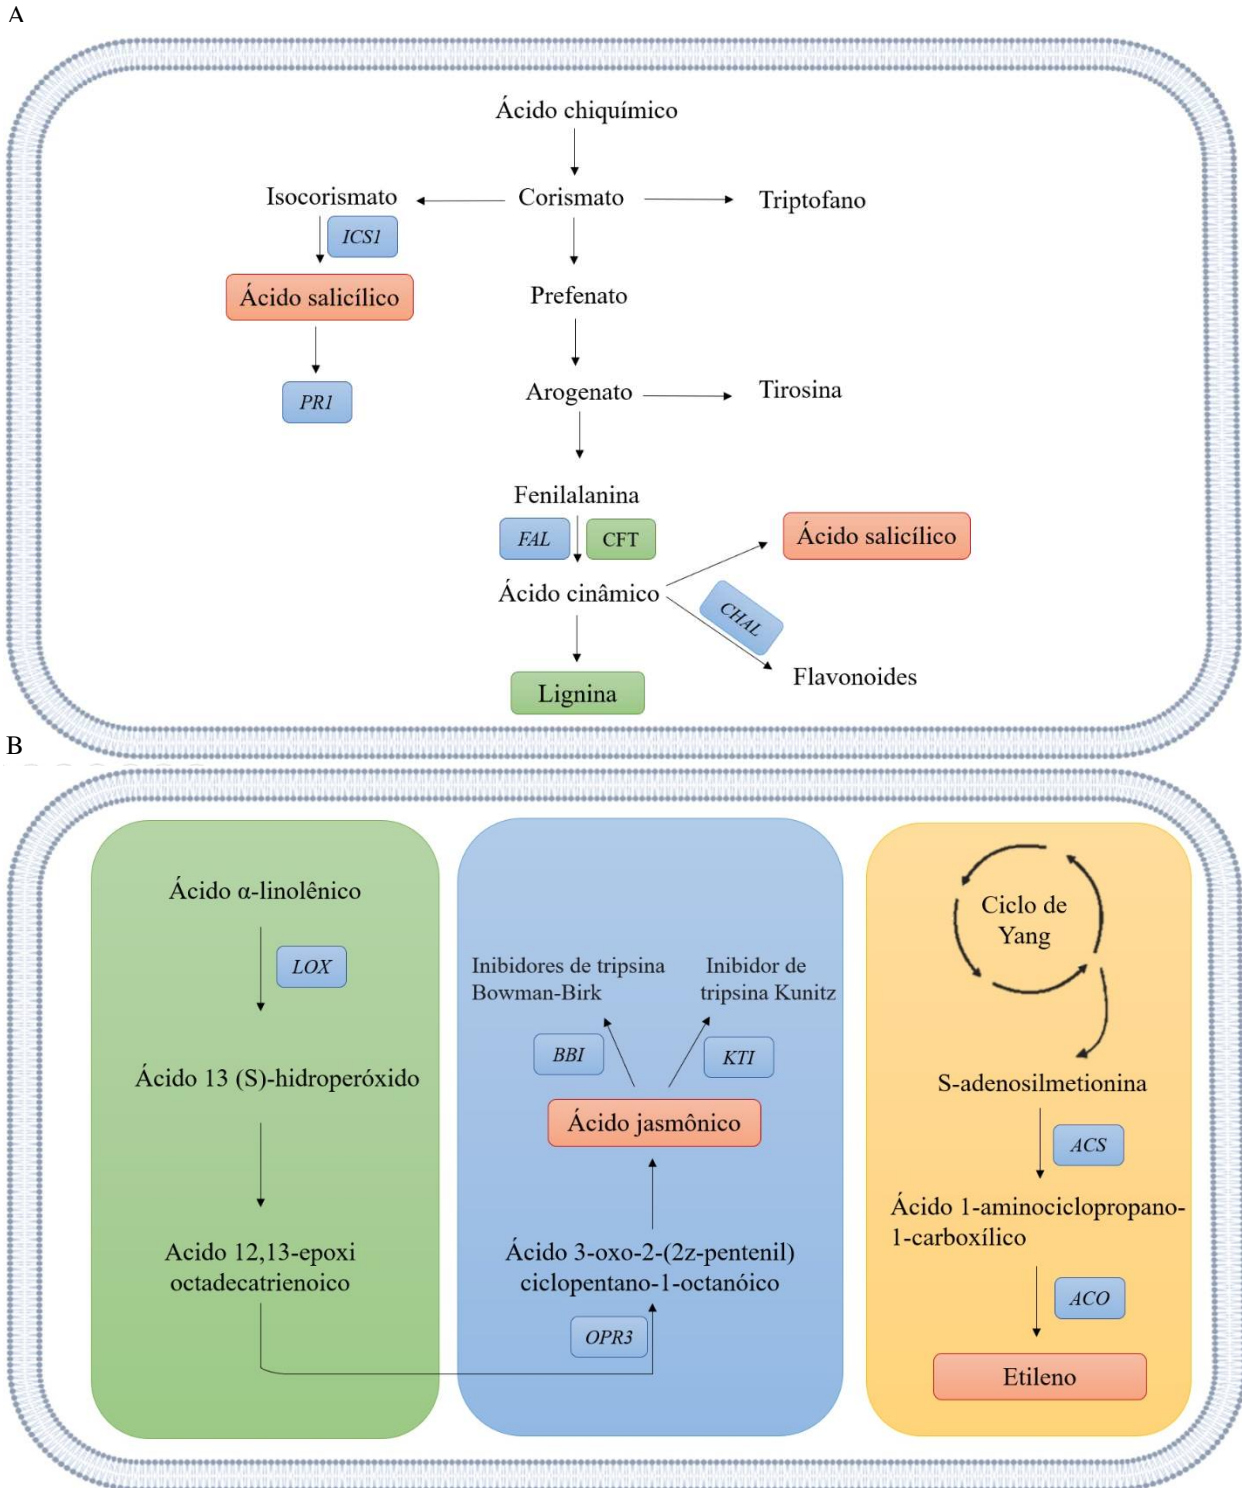 A
Ácido chiquímico
Isocorismato
Corismato
Triptofano
ICS1
Ácido salicílico
Prefenato
PR1
Arogenato
Tirosina
Fenilalanina
FAL
CFT
Ácido salicílico
Ácido cinâmico
CHAL
Lignina
Flavonoides
B
Ácido α-linolênico
LOX
Ácido 13 (S)-hidroperóxido
Acido 12,13-epoxi
octadecatrienoico
Inibidores de tripsina
Bowman-Birk
Inibidor de
tripsina Kunitz
BBI
KTI
Ácido jasmônico
Ácido 3-oxo-2-(2z-pentenil)
ciclopentano-1-octanóico
OPR3
Ciclo de
Yang
S-adenosilmetionina
ACS
Ácido 1-aminociclopropano-
1-carboxílico
ACO
Etileno